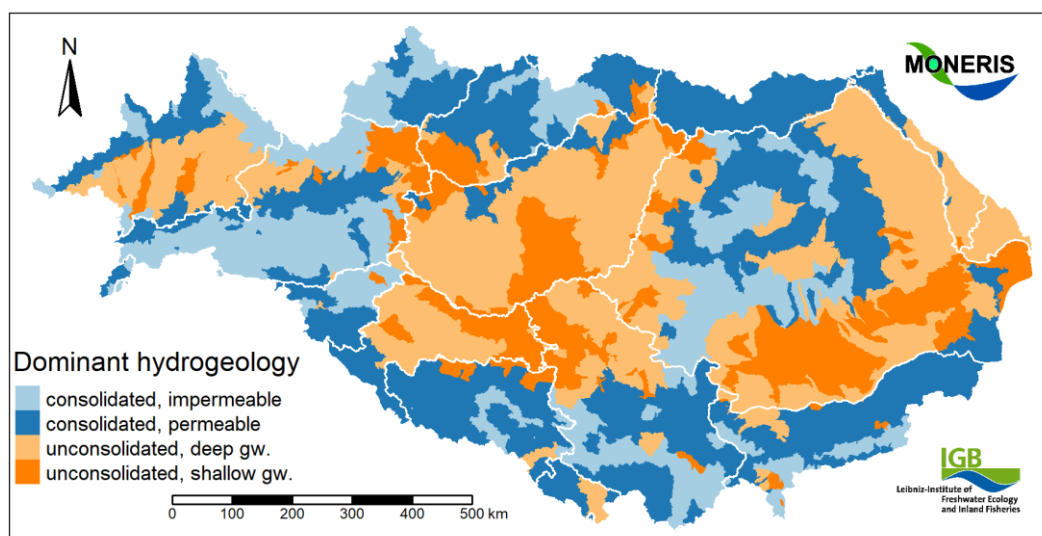 N
MONERIS
Dominant hydrogeology
consolidated, impermeable
consolidated, permeable
unconsolidated, deep gw.
unconsolidated, shallow gw.
0 100 200 300 400 500 km
IGB
Leibniz-Institute of
Freshwater Ecology
and Inland Fisheries